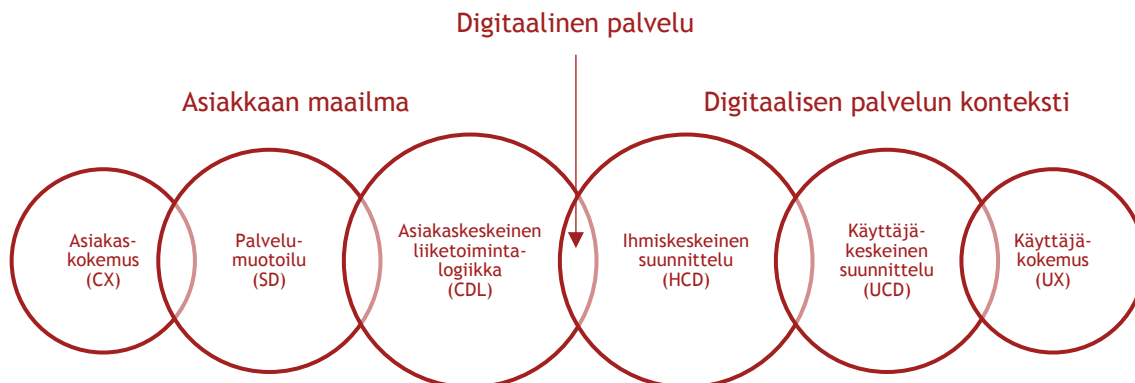 Digitaalinen palvelu
Asiakkaan maailma
Digitaalisen palvelun konteksti
Asiakas-
kokemus
(CX)
Palvelu-
muotoilu
(SD)
Asiakaskeskeinen
liiketoiminta-
logiikka
(CDL)
Ihmiskeskeinen
suunnittelu
(HCD)
Käyttäjä-
keskeinen
suunnittelu
(UCD)
Käyttäjä-
kokemus
(UX)